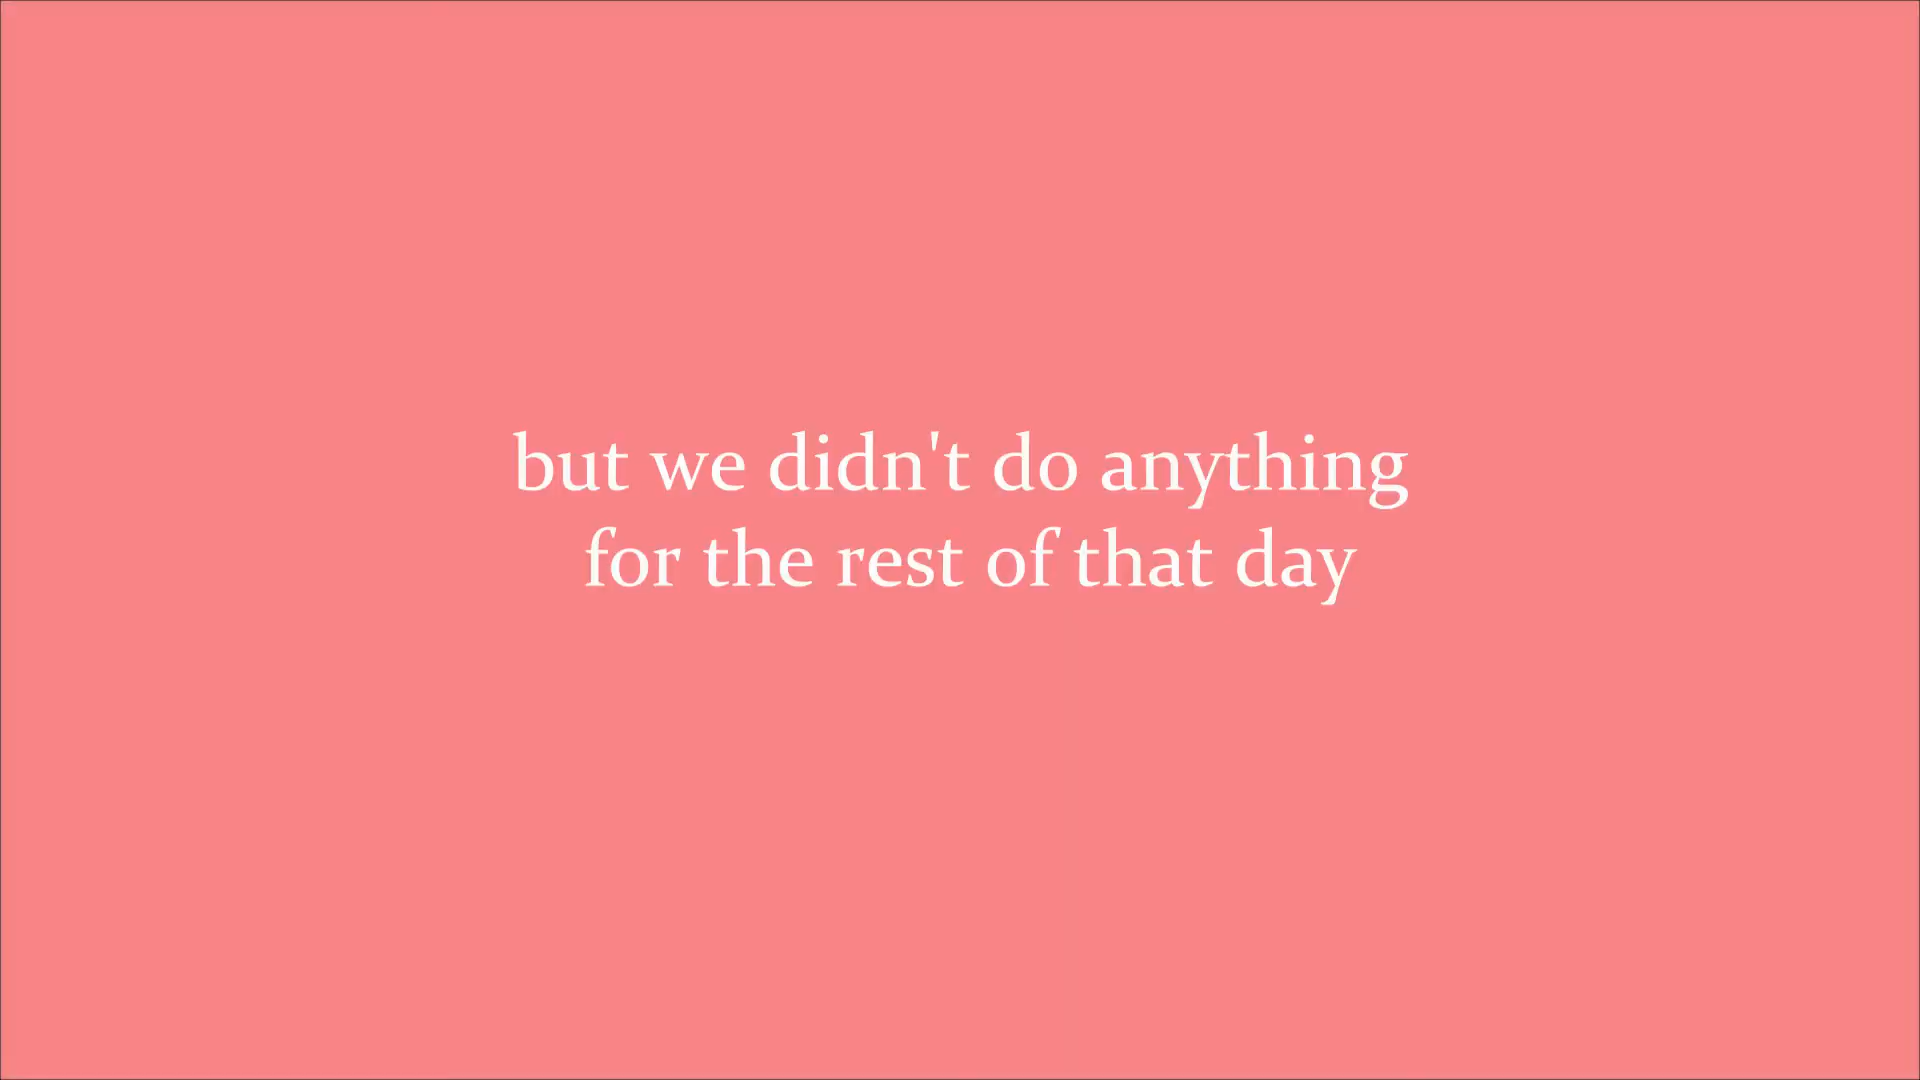 but we didn't do anything
for the rest of that day